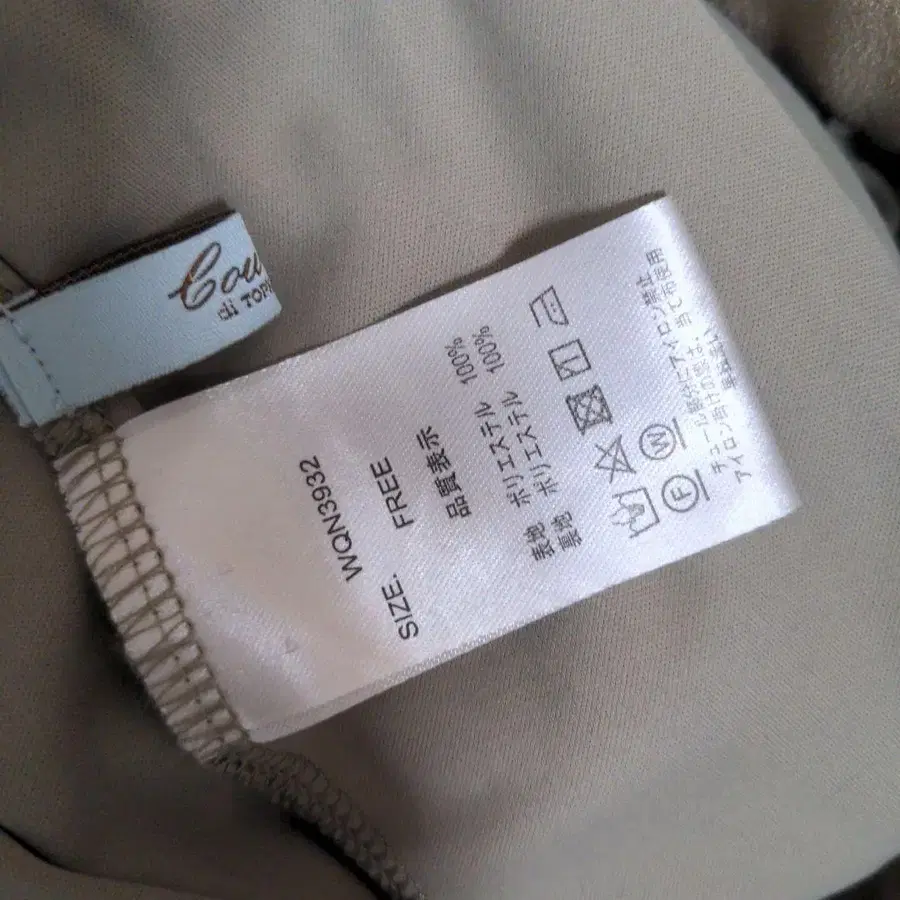 Cou
di TOP
WQN3932
SIZE. FREE
品質表示
表地 ポリエステル 100%
裏地 ポリエステル 100%
W
F
チュール部分にアイロン禁止
アイロン掛けの際は、当て布使用